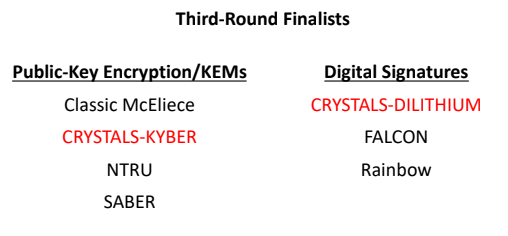 Third-Round Finalists
Public-Key Encryption/KEMs
Classic McEliece
CRYSTALS-KYBER
NTRU
SABER
Digital Signatures
CRYSTALS-DILITHIUM
FALCON
Rainbow